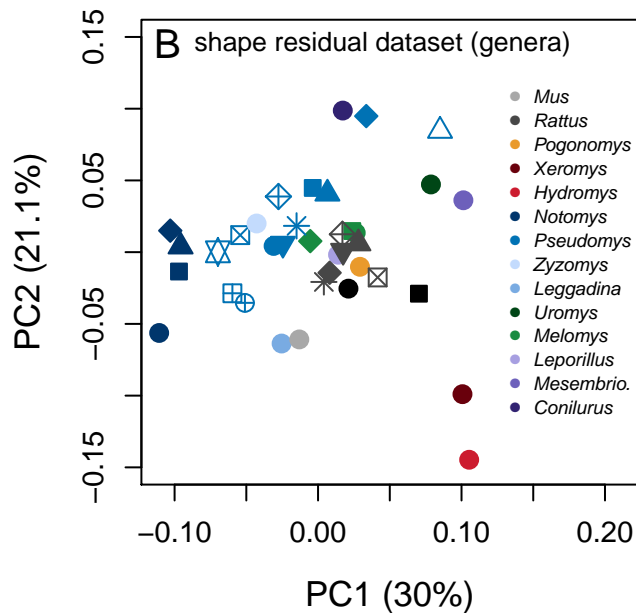 B shape residual dataset (genera)
0.15
0.05
−0.05
−0.15
PC2 (21.1%)
Mus
Rattus
Pogonomys
Xeromys
Hydromys
Notomys
Pseudomys
Zyzomys
Leggadina
Uromys
Melomys
Leporillus
Mesembrio.
Conilurus
−0.10 0.00 0.10 0.20
PC1 (30%)